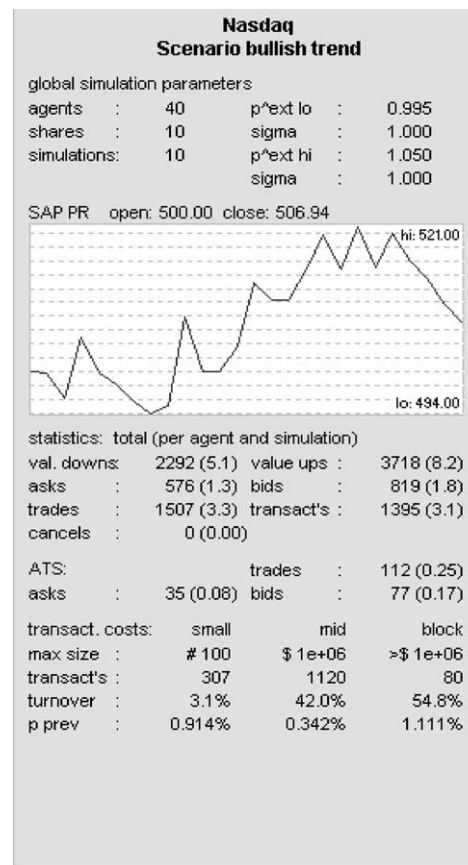 Nasdaq
Scenario bullish trend
global simulation parameters
agents : 40 p^ext lo : 0.995
shares : 10 sigma : 1.000
simulations: 10 p^ext hi : 1.050
sigma : 1.000
SAP PR open: 500.00 close: 506.94
hi: 521.00
lo: 494.00
statistics: total (per agent and simulation)
val. downs: 2292 (5.1) value ups : 3718 (8.2)
asks : 576 (1.3) bids : 819 (1.8)
trades : 1507 (3.3) transact's : 1395 (3.1)
cancels : 0 (0.00)
ATS: trades : 112 (0.25)
asks : 35 (0.08) bids : 77 (0.17)
transact. costs: small mid block
max size : # 100 $ 1e+06 >$ 1e+06
transact's : 307 1120 80
turnover : 3.1% 42.0% 54.8%
p prev : 0.914% 0.342% 1.111%